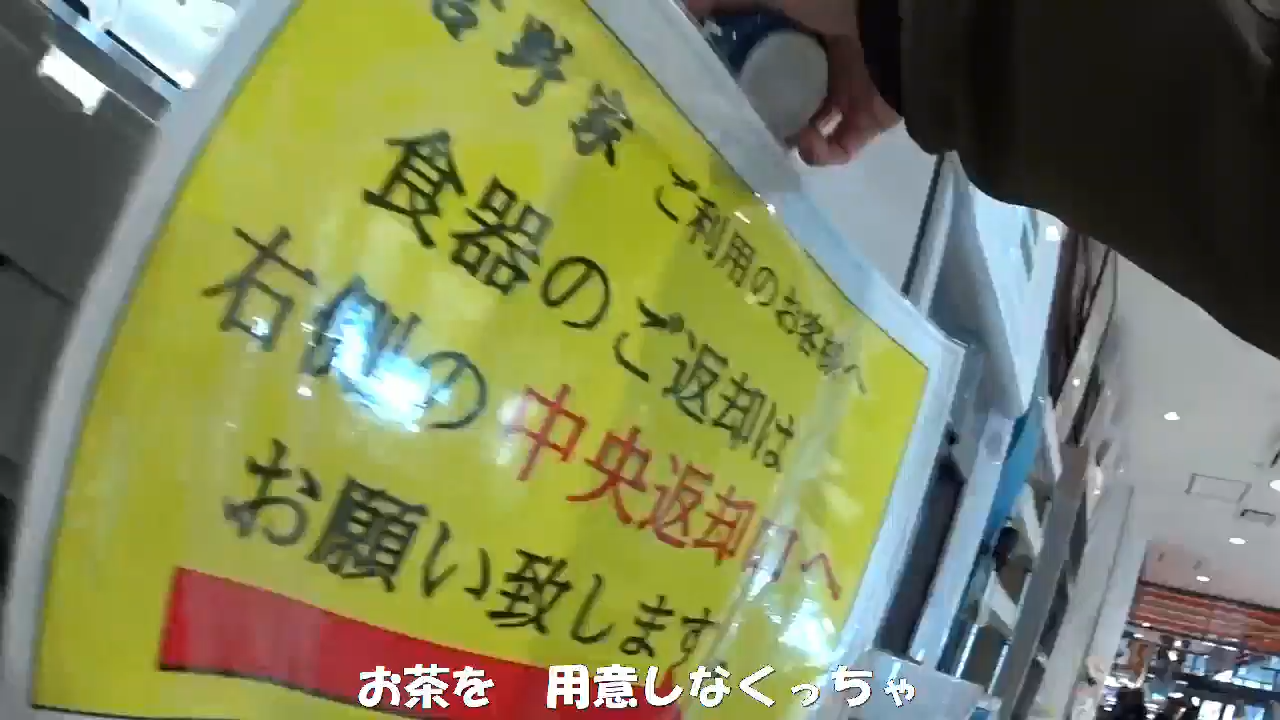 吉野家 ご利用のお客様へ
食器のご返却は
右側の中央返却口へ
お願い致します
お茶を　用意しなくっちゃ